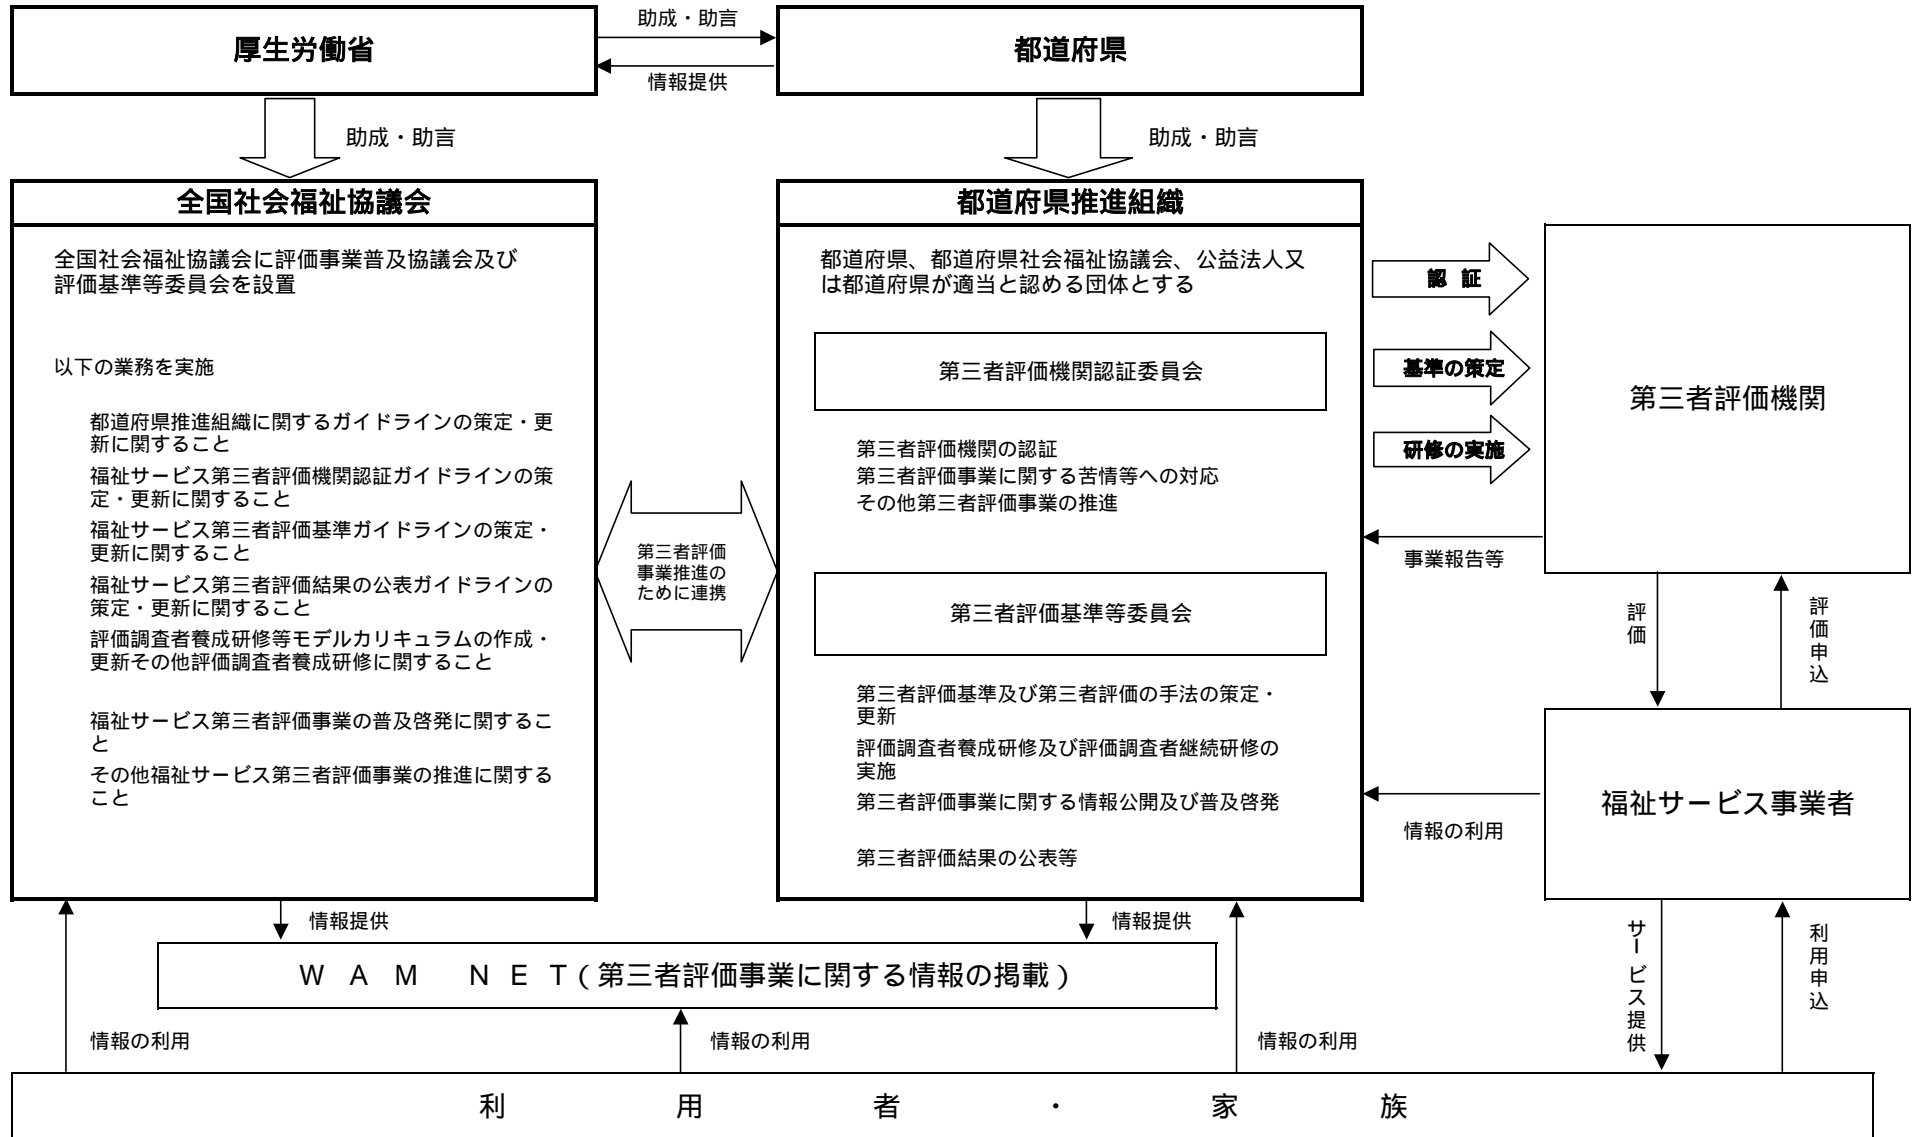 厚生労働省
助成・助言
情報提供
都道府県
助成・助言
助成・助言
全国社会福祉協議会
全国社会福祉協議会に評価事業普及協議会及び
評価基準等委員会を設置
以下の業務を実施
都道府県推進組織に関するガイドラインの策定・更
新に関すること
福祉サービス第三者評価機関認証ガイドラインの策
定・更新に関すること
福祉サービス第三者評価基準ガイドラインの策定・
更新に関すること
福祉サービス第三者評価結果の公表ガイドラインの
策定・更新に関すること
評価調査者養成研修等モデルカリキュラムの作成・
更新その他評価調査者養成研修に関すること
福祉サービス第三者評価事業の普及啓発に関するこ
と
その他福祉サービス第三者評価事業の推進に関する
こと
第三者評価
事業推進の
ために連携
都道府県推進組織
都道府県、都道府県社会福祉協議会、公益法人又
は都道府県が適当と認める団体とする
第三者評価機関認証委員会
第三者評価機関の認証
第三者評価事業に関する苦情等への対応
その他第三者評価事業の推進
第三者評価基準等委員会
第三者評価基準及び第三者評価の手法の策定・
更新
評価調査者養成研修及び評価調査者継続研修の
実施
第三者評価事業に関する情報公開及び普及啓発
第三者評価結果の公表等
認 証
基準の策定
研修の実施
事業報告等
第三者評価機関
評価
評価申込
福祉サービス事業者
情報の利用
情報提供
情報提供
WAM NET(第三者評価事業に関する情報の掲載)
情報の利用
情報の利用
情報の利用
サービス提供
利用申込
利用者・家族